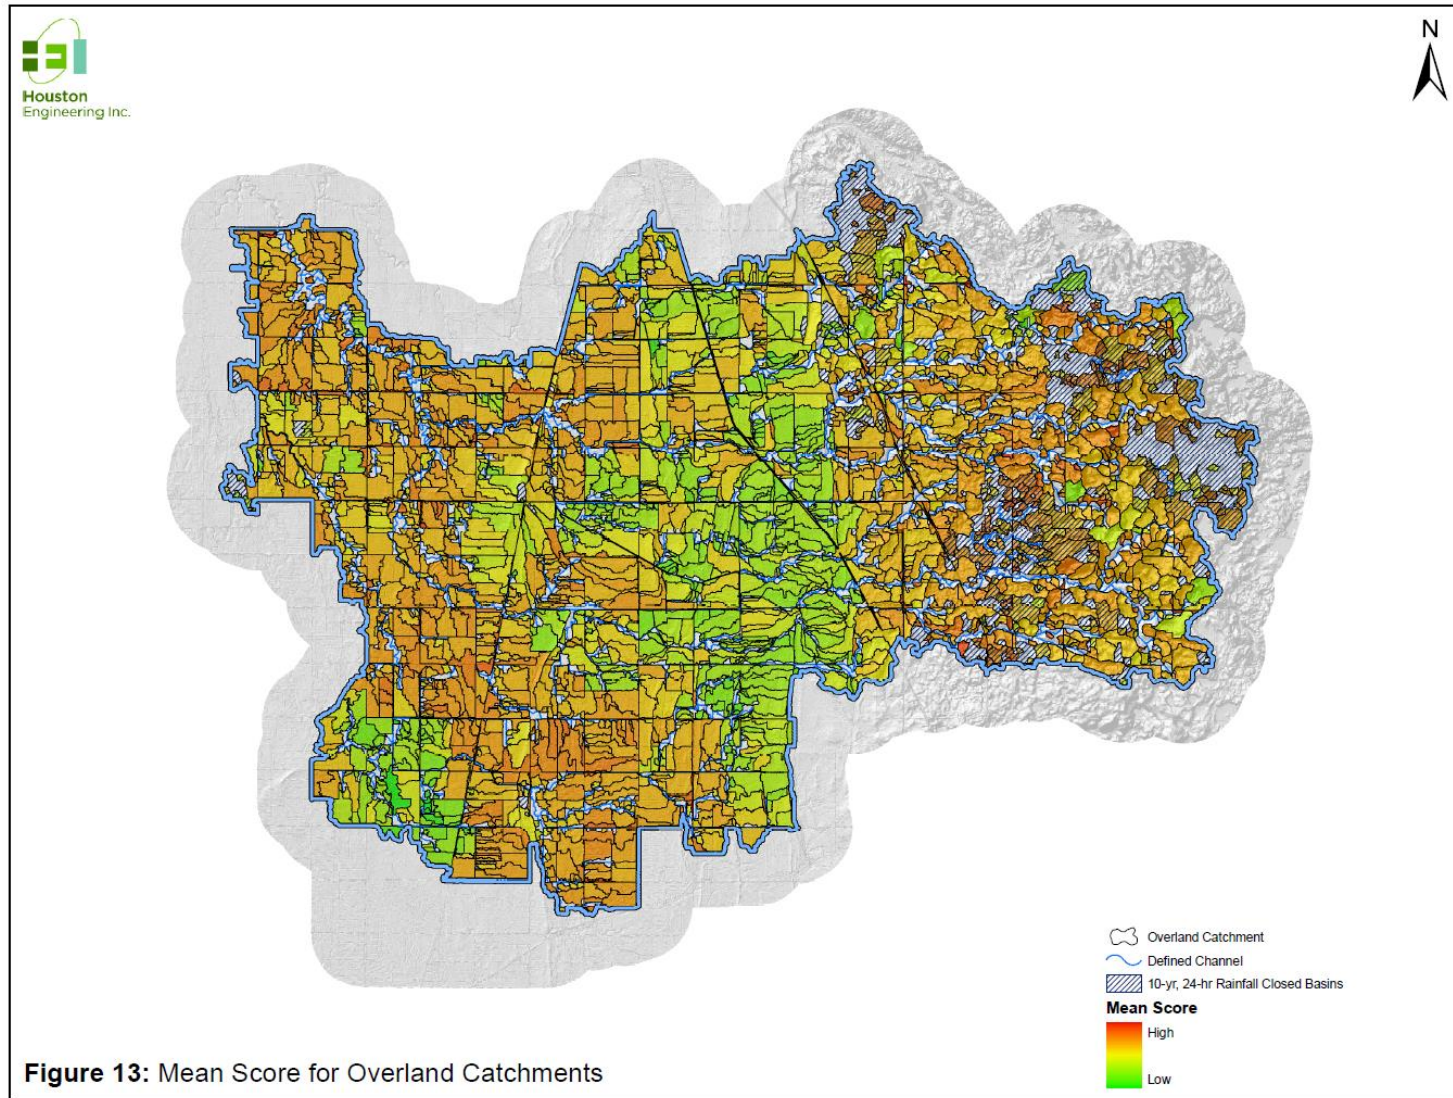 Houston
Engineering Inc.
N
Overland Catchment
Defined Channel
10-yr, 24-hr Rainfall Closed Basins
Mean Score
High
Low
Figure 13: Mean Score for Overland Catchments